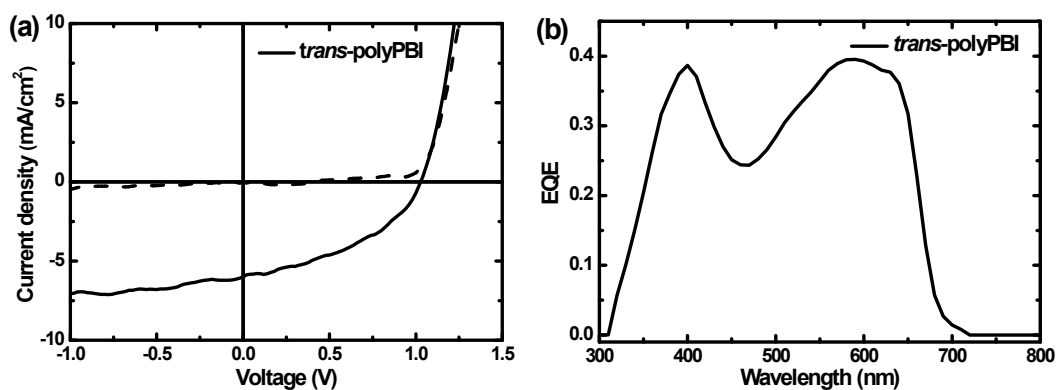 (a)
trans-polyPBI
Current density (mA/cm²)
10
5
0
-5
-10
-1.0 -0.5 0.0 0.5 1.0 1.5
Voltage (V)
(b)
trans-polyPBI
EQE
0.4
0.3
0.2
0.1
0.0
300 400 500 600 700 800
Wavelength (nm)